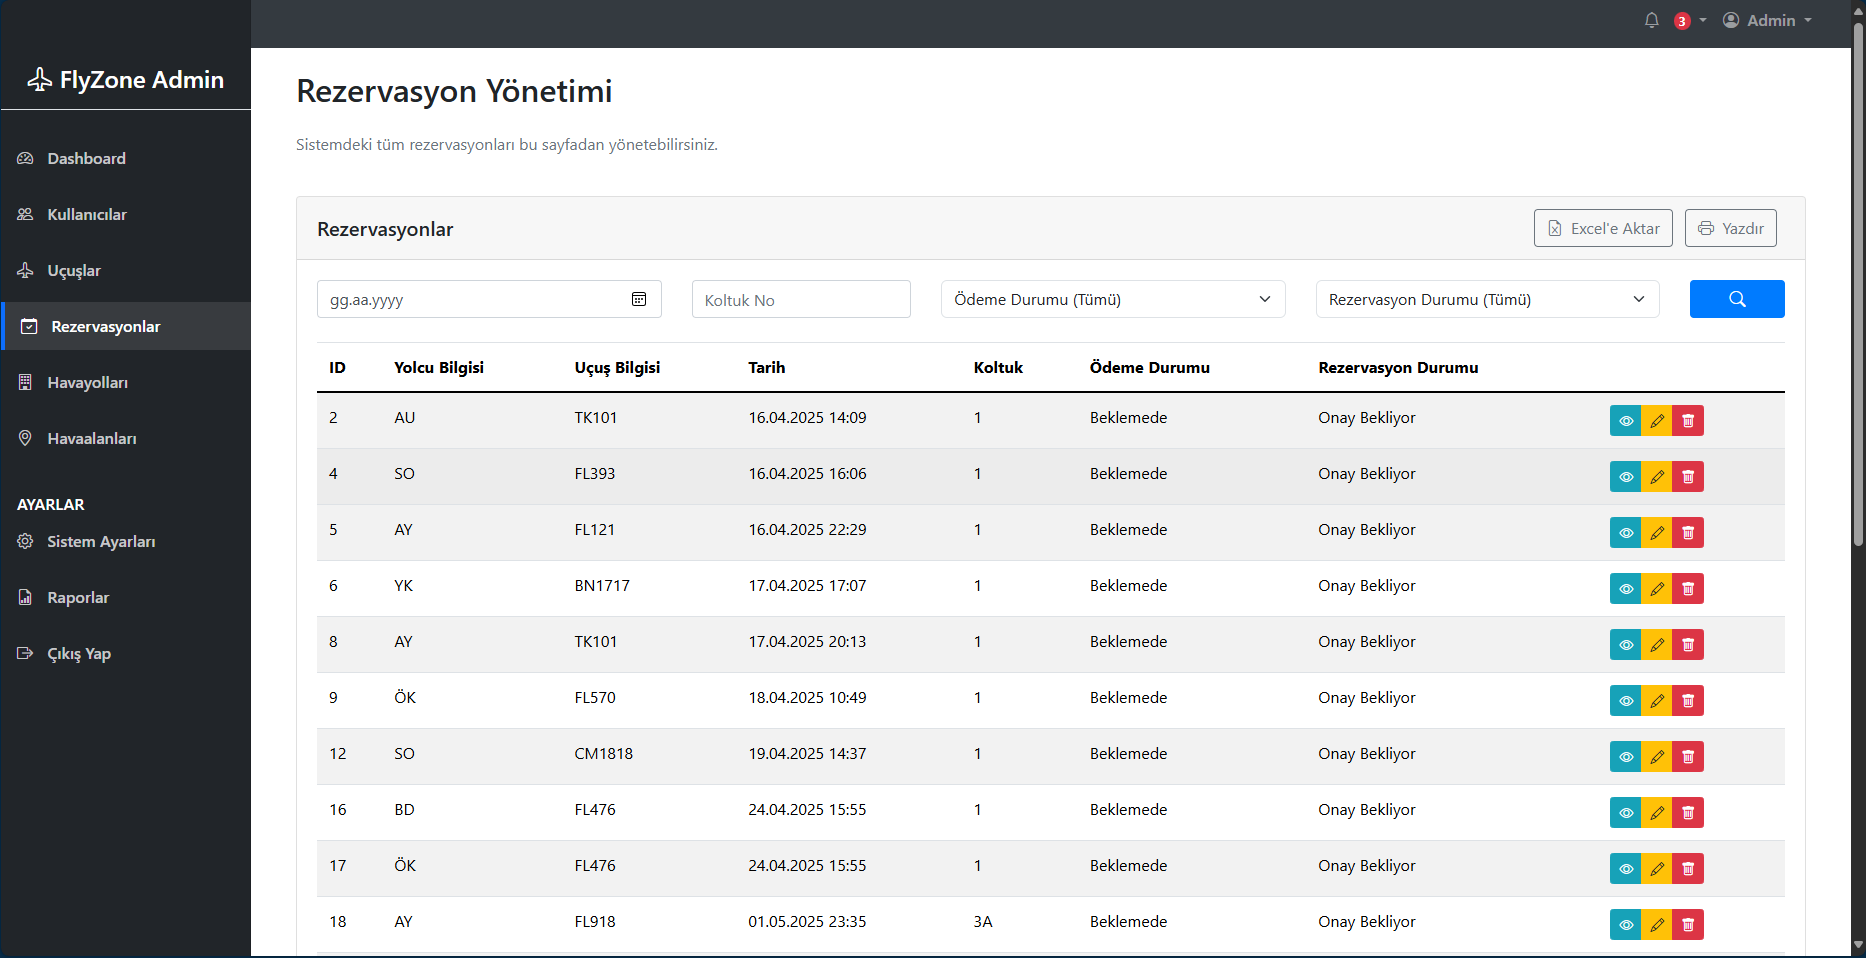 3
Admin
FlyZone Admin
Dashboard
Kullanıcılar
Uçuşlar
Rezervasyonlar
Havayolları
Havaalanları
AYARLAR
Sistem Ayarları
Raporlar
Çıkış Yap
Rezervasyon Yönetimi
Sistemdeki tüm rezervasyonları bu sayfadan yönetebilirsiniz.
Rezervasyonlar
Excel'e Aktar
Yazdır
gg.aa.yyyy
Koltuk No
Ödeme Durumu (Tümü)
Rezervasyon Durumu (Tümü)
ID Yolcu Bilgisi Uçuş Bilgisi Tarih Koltuk Ödeme Durumu Rezervasyon Durumu
2 AU TK101 16.04.2025 14:09 1 Beklemede Onay Bekliyor
4 SO FL393 16.04.2025 16:06 1 Beklemede Onay Bekliyor
5 AY FL121 16.04.2025 22:29 1 Beklemede Onay Bekliyor
6 YK BN1717 17.04.2025 17:07 1 Beklemede Onay Bekliyor
8 AY TK101 17.04.2025 20:13 1 Beklemede Onay Bekliyor
9 ÖK FL570 18.04.2025 10:49 1 Beklemede Onay Bekliyor
12 SO CM1818 19.04.2025 14:37 1 Beklemede Onay Bekliyor
16 BD FL476 24.04.2025 15:55 1 Beklemede Onay Bekliyor
17 ÖK FL476 24.04.2025 15:55 1 Beklemede Onay Bekliyor
18 AY FL918 01.05.2025 23:35 3A Beklemede Onay Bekliyor